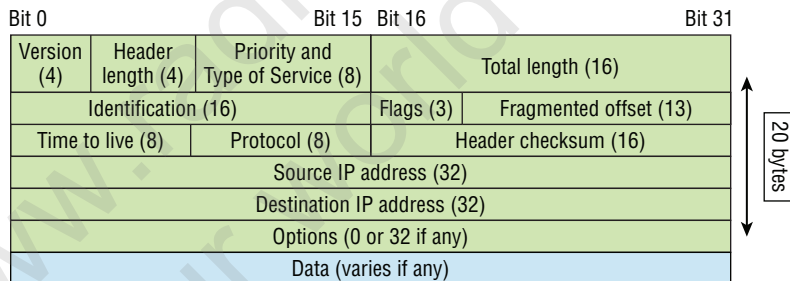 Bit 0 Bit 15 Bit 16 Bit 31
Version (4) Header length (4) Priority and Type of Service (8) Total length (16)
Identification (16) Flags (3) Fragmented offset (13)
Time to live (8) Protocol (8) Header checksum (16)
Source IP address (32)
Destination IP address (32)
Options (0 or 32 if any)
Data (varies if any)
20 bytes